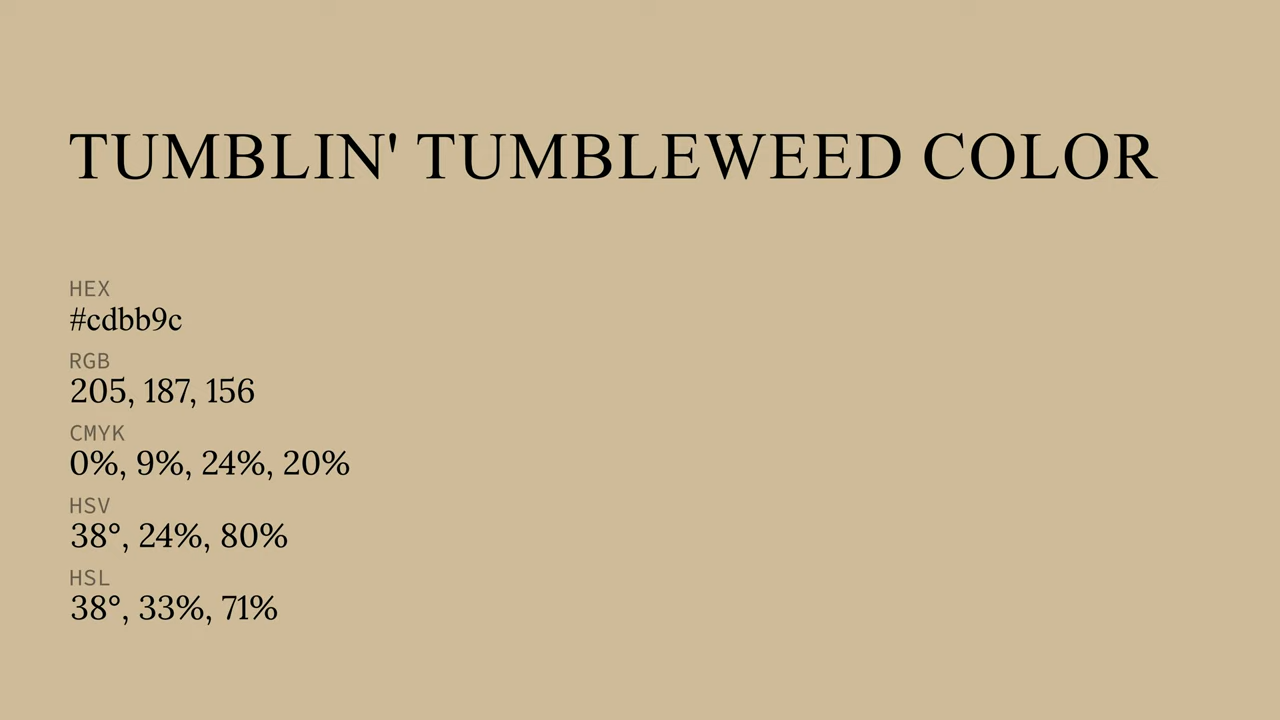 TUMBLIN' TUMBLEWEED COLOR
HEX
#cdbb9c
RGB
205, 187, 156
CMYK
0%, 9%, 24%, 20%
HSV
38°, 24%, 80%
HSL
38°, 33%, 71%